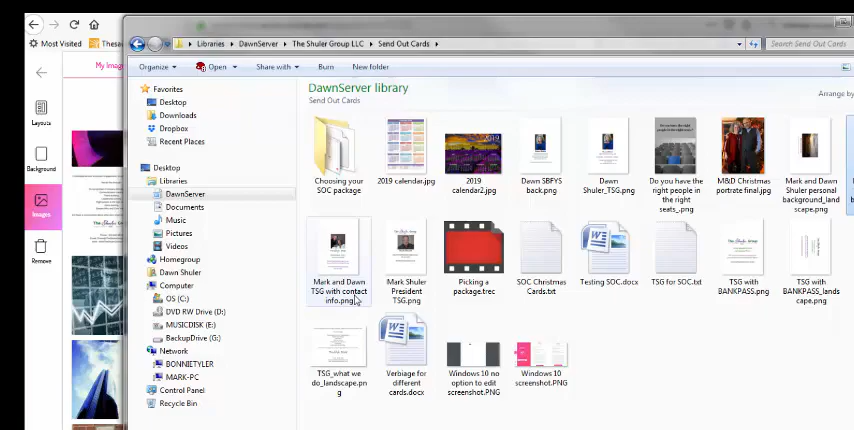 Most Visited
Thesa
Libraries
DawnServer
The Shuler Group LLC
Send Out Cards
Search Send Out Cards
Organize
Open
Share with
Burn
New folder
My Image
Layouts
Background
Images
Remove
Favorites
Desktop
Downloads
Dropbox
Recent Places
Desktop
Libraries
DawnServer
Documents
Music
Pictures
Videos
Homegroup
Dawn Shuler
Computer
OS (C:)
DVD RW Drive (D:)
MUSICDISK (E:)
BackupDrive (G:)
Network
BONNIETYLER
MARK-PC
Control Panel
Recycle Bin
DawnServer library
Send Out Cards
Arrange by
Choosing your
SOC package
2019 calendar.jpg
2019
calendar2.jpg
Dawn SBFYS
back.png
Dawn
Shuler_TSG.png
Do you have the
right people in
the right
seats_.png
M&D Christmas
portrate final.jpg
Mark and Dawn
Shuler personal
background_land
scape.png
Mark and Dawn
TSG with contact
info.png
Mark Shuler
President
TSG.png
Picking a
package.trec
SOC Christmas
Cards.txt
Testing SOC.docx
TSG for SOC.txt
TSG with
BANKPASS.png
TSG with
BANKPASS_lands
cape.png
TSG_what we
do_landscape.pn
g
Verbiage for
different
cards.docx
Windows 10 no
option to edit
screenshot.PNG
Windows 10
screenshot.PNG